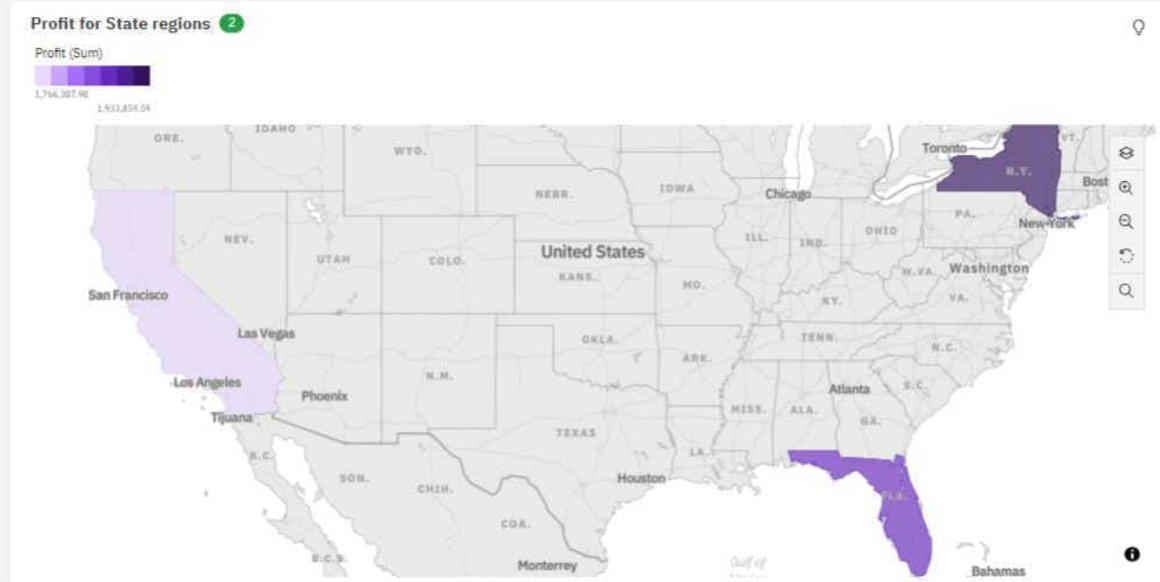 Profit for State regions 2
Profit (Sum)
1,766,387.98
1,933,859.59
ORE.
IDAHO
WYO.
Toronto
VT.
N.Y.
NEBR.
IOWA
Chicago
Bost
PA.
New York
NEV.
UTAH
COLO.
United States
ILL.
IND.
OHIO
KANS.
MO.
W.VA.
Washington
San Francisco
KY.
VA.
Las Vegas
OKLA.
TENN.
N.C.
ARK.
Los Angeles
N.M.
Phoenix
Atlanta
S.C.
Tijuana
MISS.
ALA.
GA.
TEXAS
B.C.
LA.
SON.
CHIH.
Houston
FLA.
COA.
B.C.S.
Monterrey
Gulf of
Bahamas